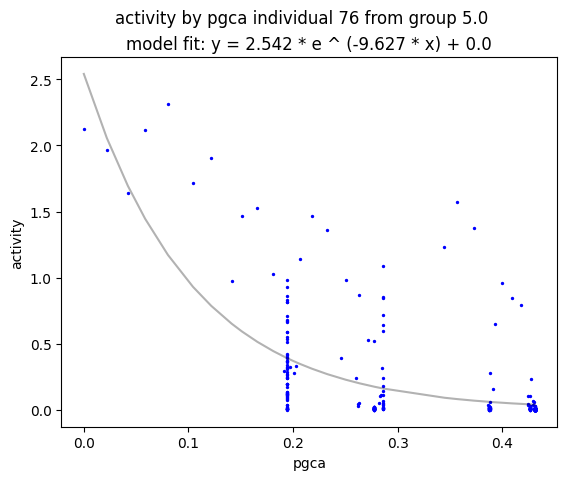 activity by pgca individual 76 from group 5.0
model fit: y = 2.542 * e ^ (-9.627 * x) + 0.0
2.5
2.0
1.5
1.0
0.5
0.0
activity
0.0 0.1 0.2 0.3 0.4
pgca